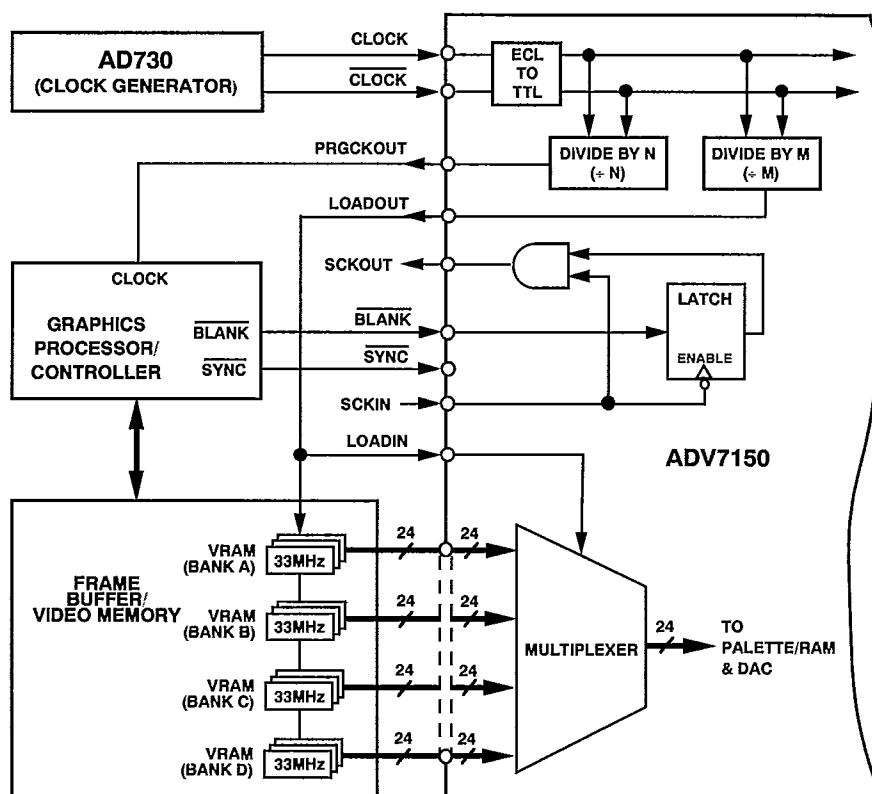 AD730
(CLOCK GENERATOR)
CLOCK
CLOCK
ECL
TO
TTL
PRGCKOUT
DIVIDE BY N
(÷ N)
DIVIDE BY M
(÷ M)
LOADOUT
SCKOUT
CLOCK
GRAPHICS
PROCESSOR/
CONTROLLER
BLANK
SYNC
BLANK
SYNC
LATCH
ENABLE
SCKIN
LOADIN
ADV7150
FRAME
BUFFER/
VIDEO MEMORY
VRAM
(BANK A)
33MHz
24
24
VRAM
(BANK B)
33MHz
24
24
VRAM
(BANK C)
33MHz
24
24
VRAM
(BANK D)
33MHz
24
24
MULTIPLEXER
24
TO
PALETTE/RAM
& DAC